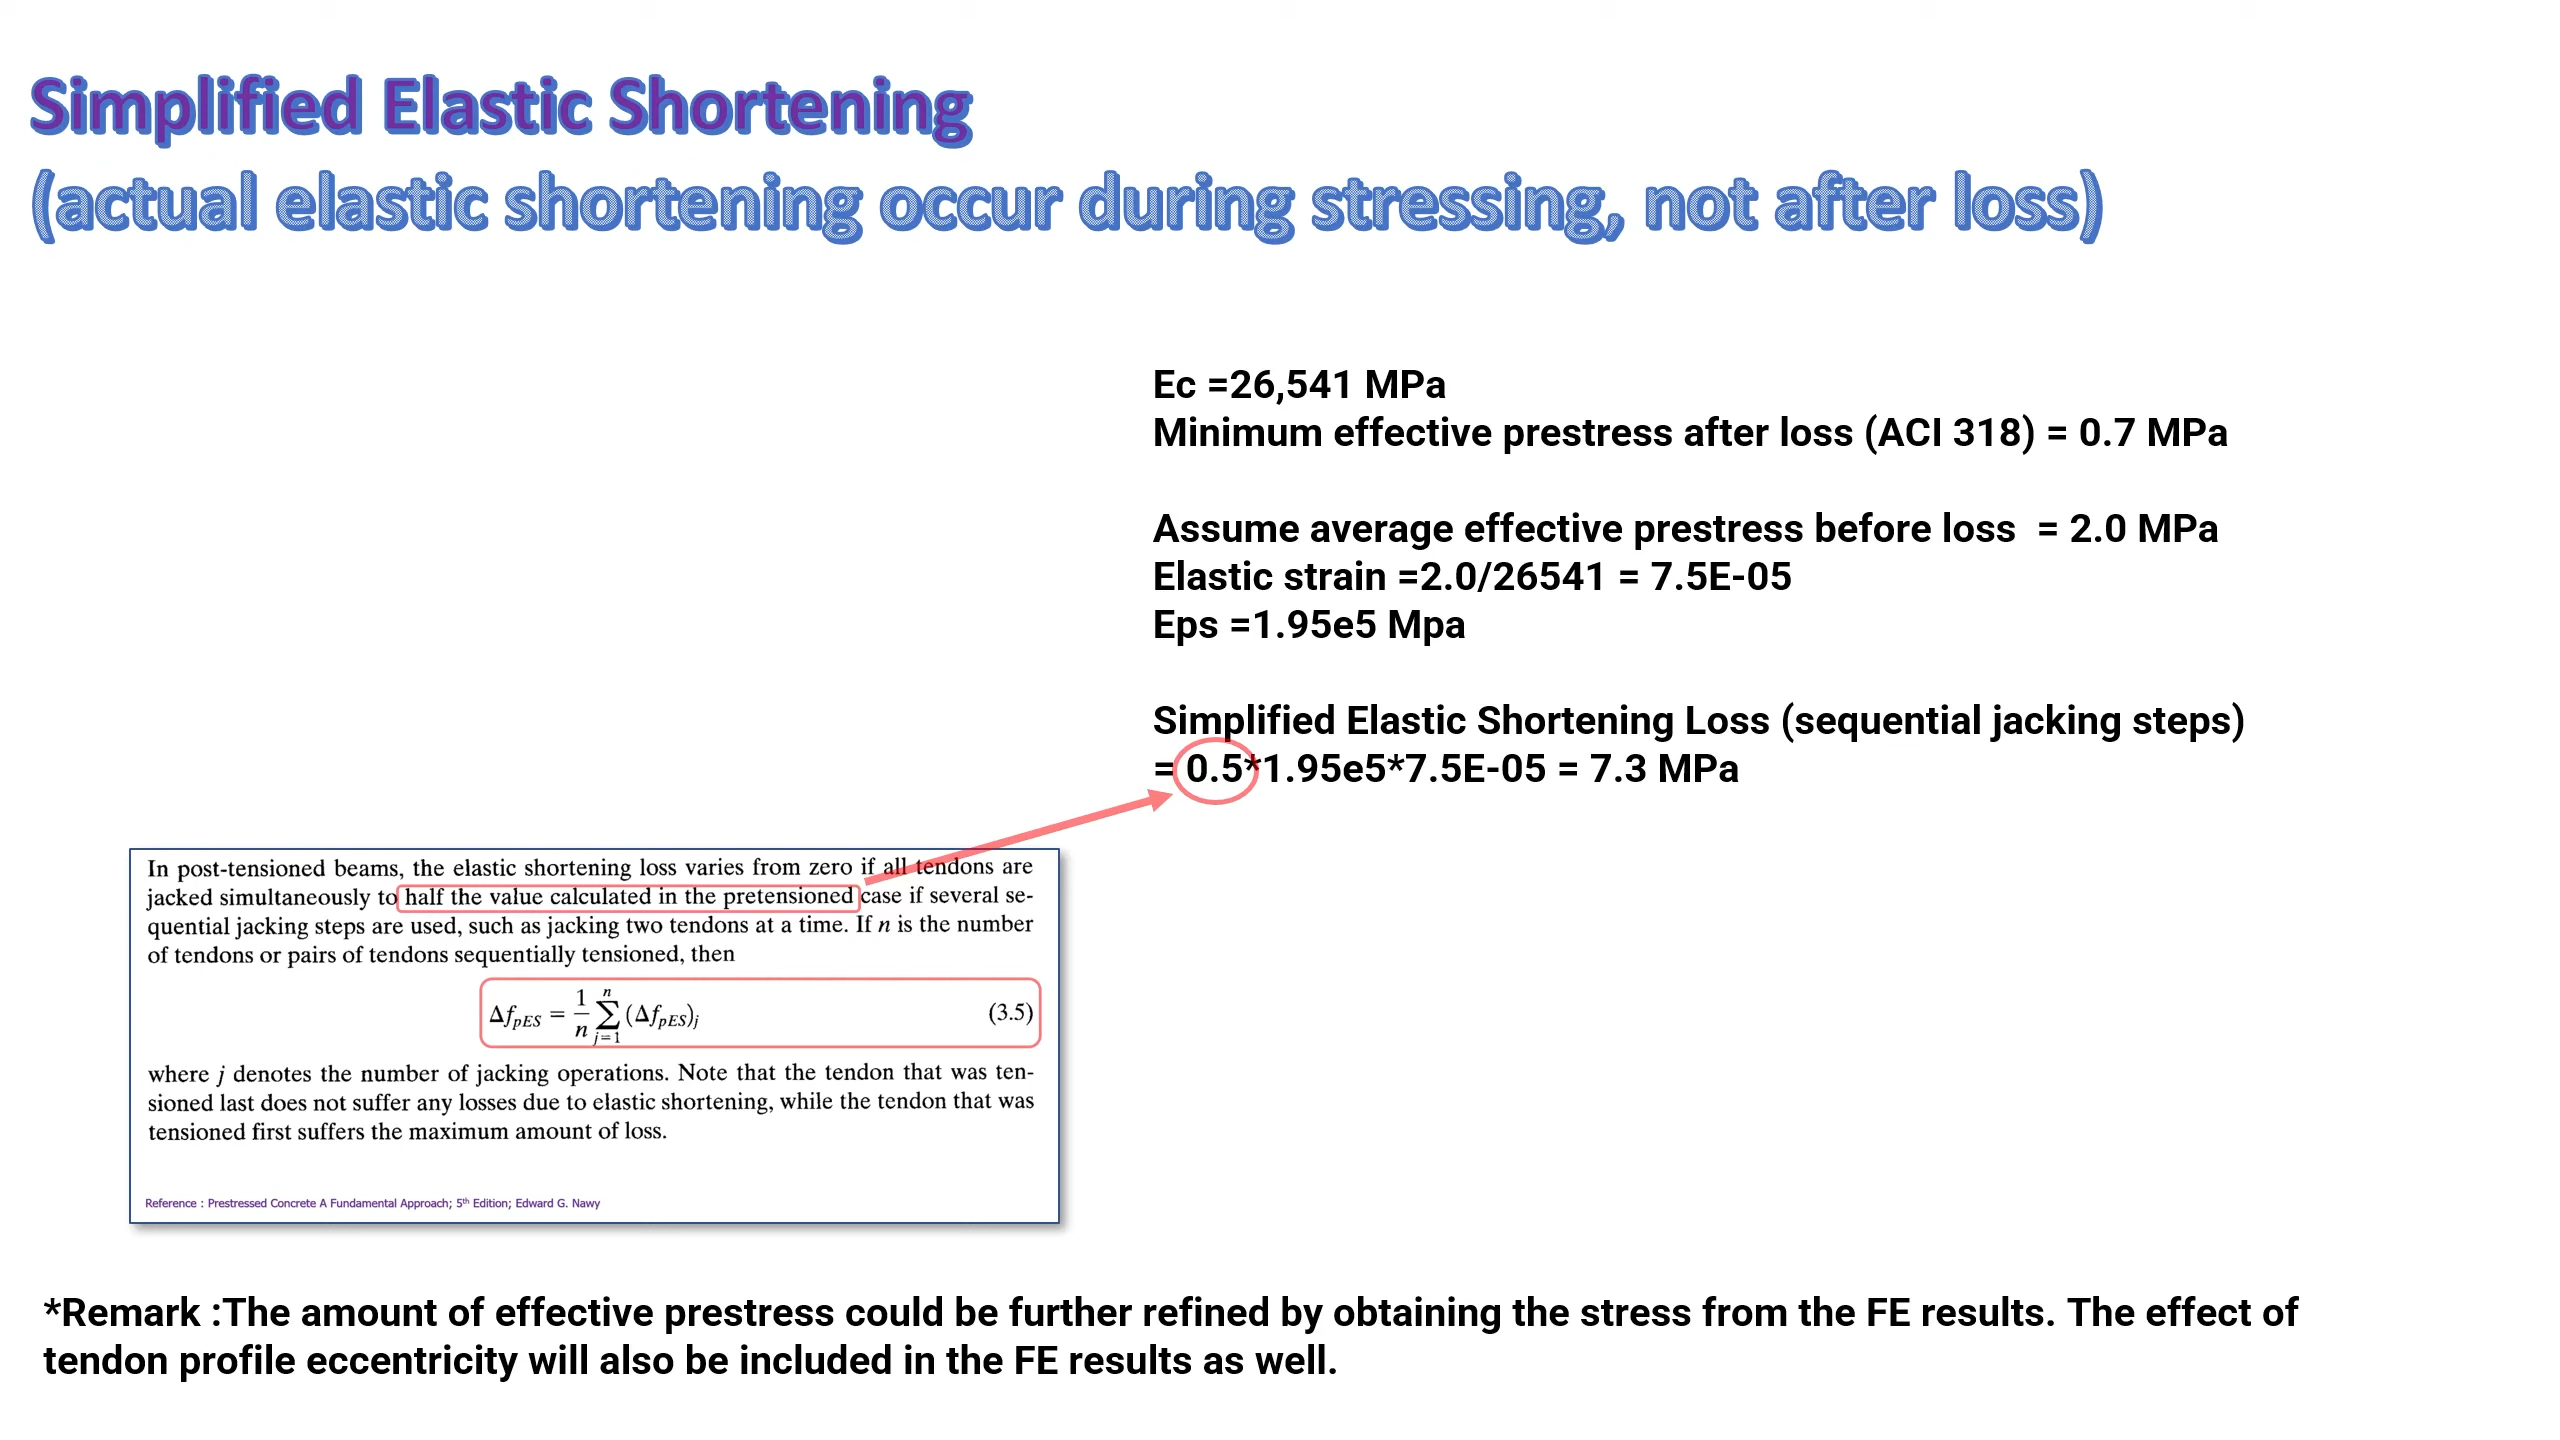 Simplified Elastic Shortening
(actual elastic shortening occur during stressing, not after loss)
Ec =26,541 MPa
Minimum effective prestress after loss (ACI 318) = 0.7 MPa
Assume average effective prestress before loss  = 2.0 MPa
Elastic strain =2.0/26541 = 7.5E-05
Eps =1.95e5 Mpa
Simplified Elastic Shortening Loss (sequential jacking steps)
= 0.5*1.95e5*7.5E-05 = 7.3 MPa
In post-tensioned beams, the elastic shortening loss varies from zero if all tendons are
jacked simultaneously to half the value calculated in the pretensioned case if several se-
quential jacking steps are used, such as jacking two tendons at a time. If n is the number
of tendons or pairs of tendons sequentially tensioned, then
Δf_pES = 1/n ∑_{j=1}^{n} (Δf_pES)_j (3.5)
where j denotes the number of jacking operations. Note that the tendon that was ten-
sioned last does not suffer any losses due to elastic shortening, while the tendon that was
tensioned first suffers the maximum amount of loss.
Reference : Prestressed Concrete A Fundamental Approach; 5th Edition; Edward G. Nawy
*Remark :The amount of effective prestress could be further refined by obtaining the stress from the FE results. The effect of
tendon profile eccentricity will also be included in the FE results as well.